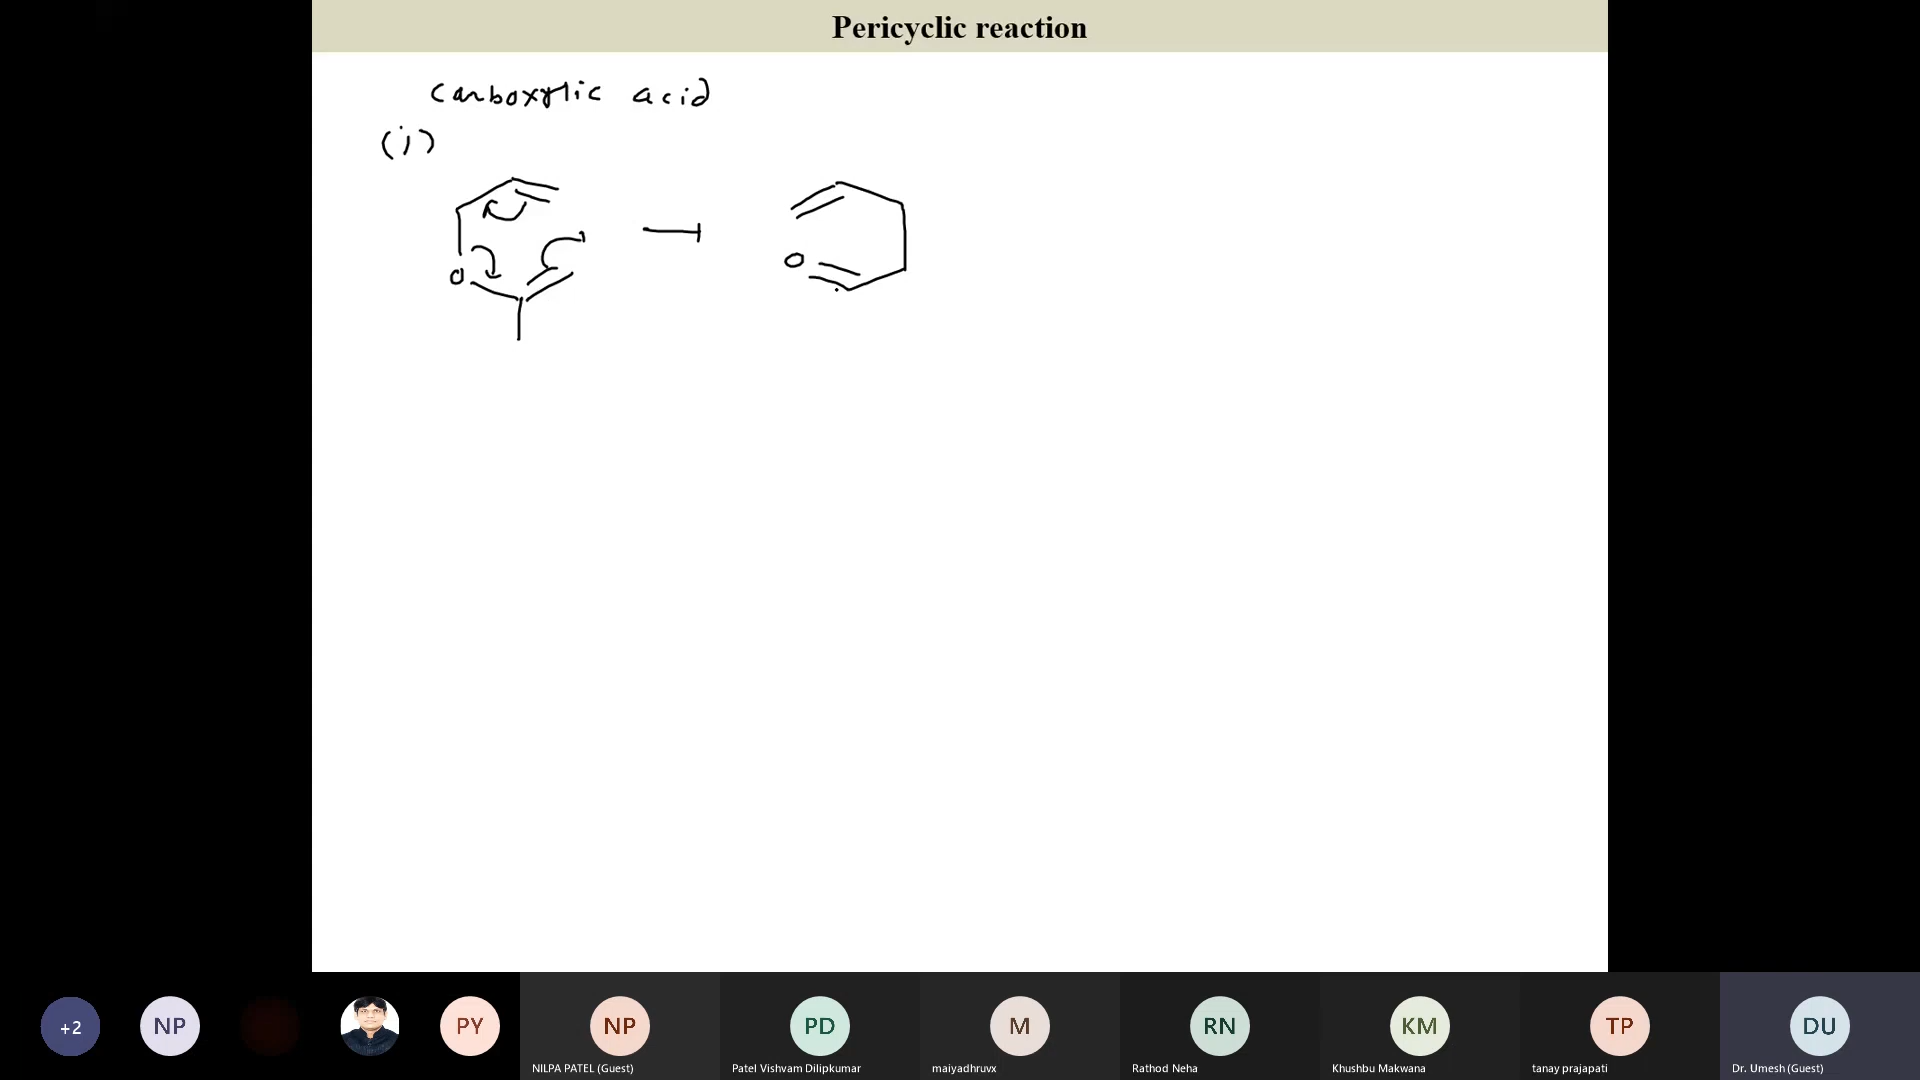 Pericyclic reaction
carboxylic acid
(i)
O
O
+2
NP
PY
NP
PD
M
RN
KM
TP
DU
NILPA PATEL (Guest)
Patel Vishvam Dilipkumar
maiyadhruvx
Rathod Neha
Khushbu Makwana
tanay prajapati
Dr. Umesh (Guest)